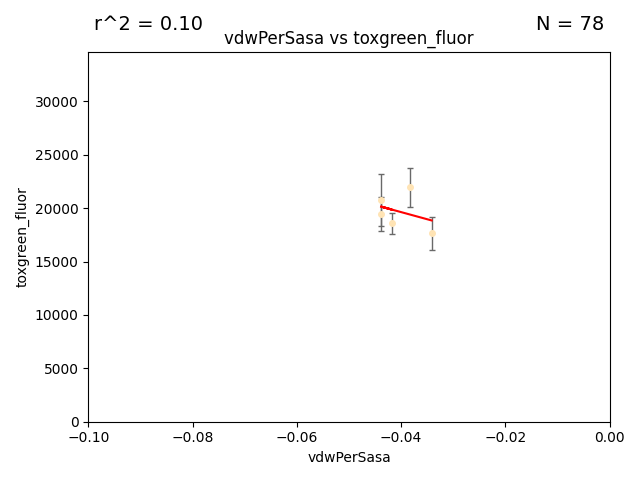 r^2 = 0.10
N = 78
vdwPerSasa vs toxgreen_fluor
30000
25000
20000
15000
10000
5000
0
toxgreen_fluor
−0.10
−0.08
−0.06
−0.04
−0.02
0.00
vdwPerSasa